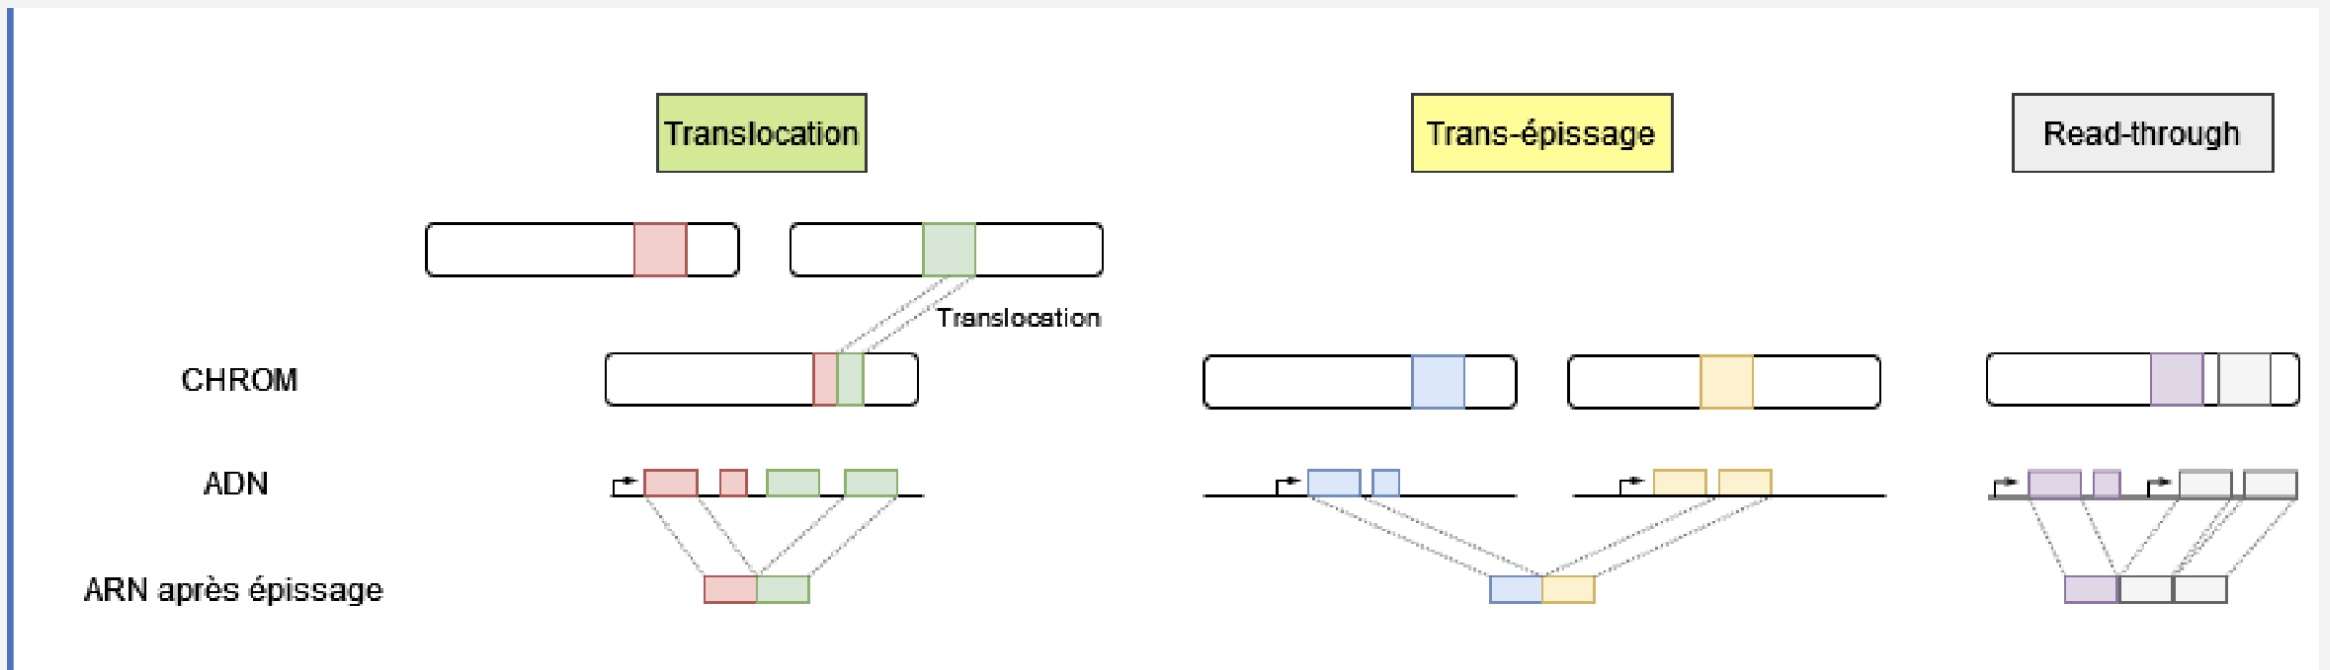 Translocation
Trans-épissage
Read-through
Translocation
CHROM
ADN
ARN après épissage